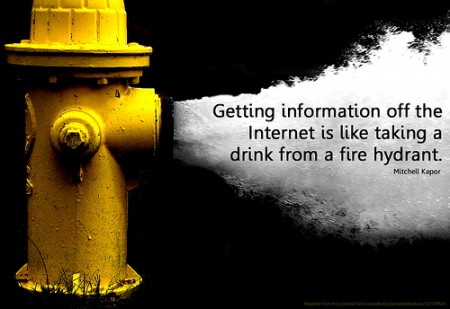 Getting information off the
Internet is like taking a
drink from a fire hydrant.
Mitchell Kapor